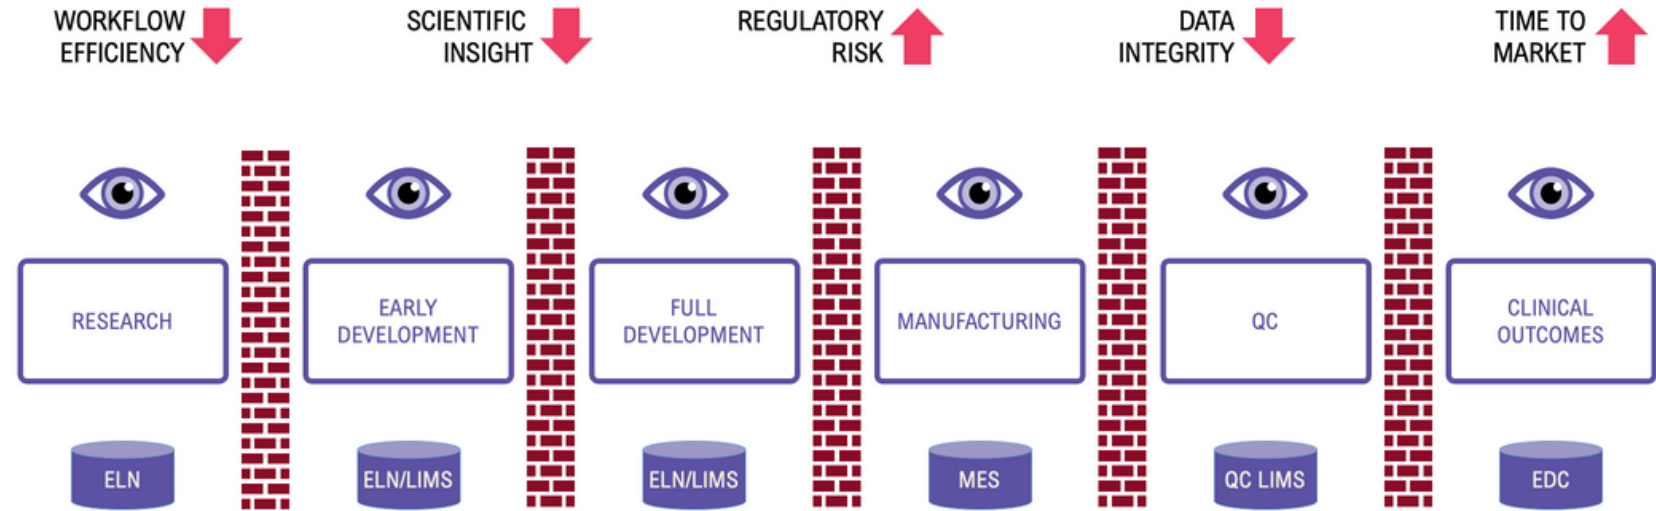 WORKFLOW
EFFICIENCY
SCIENTIFIC
INSIGHT
REGULATORY
RISK
DATA
INTEGRITY
TIME TO
MARKET
RESEARCH
EARLY
DEVELOPMENT
FULL
DEVELOPMENT
MANUFACTURING
QC
CLINICAL
OUTCOMES
ELN
ELN/LIMS
ELN/LIMS
MES
QC LIMS
EDC